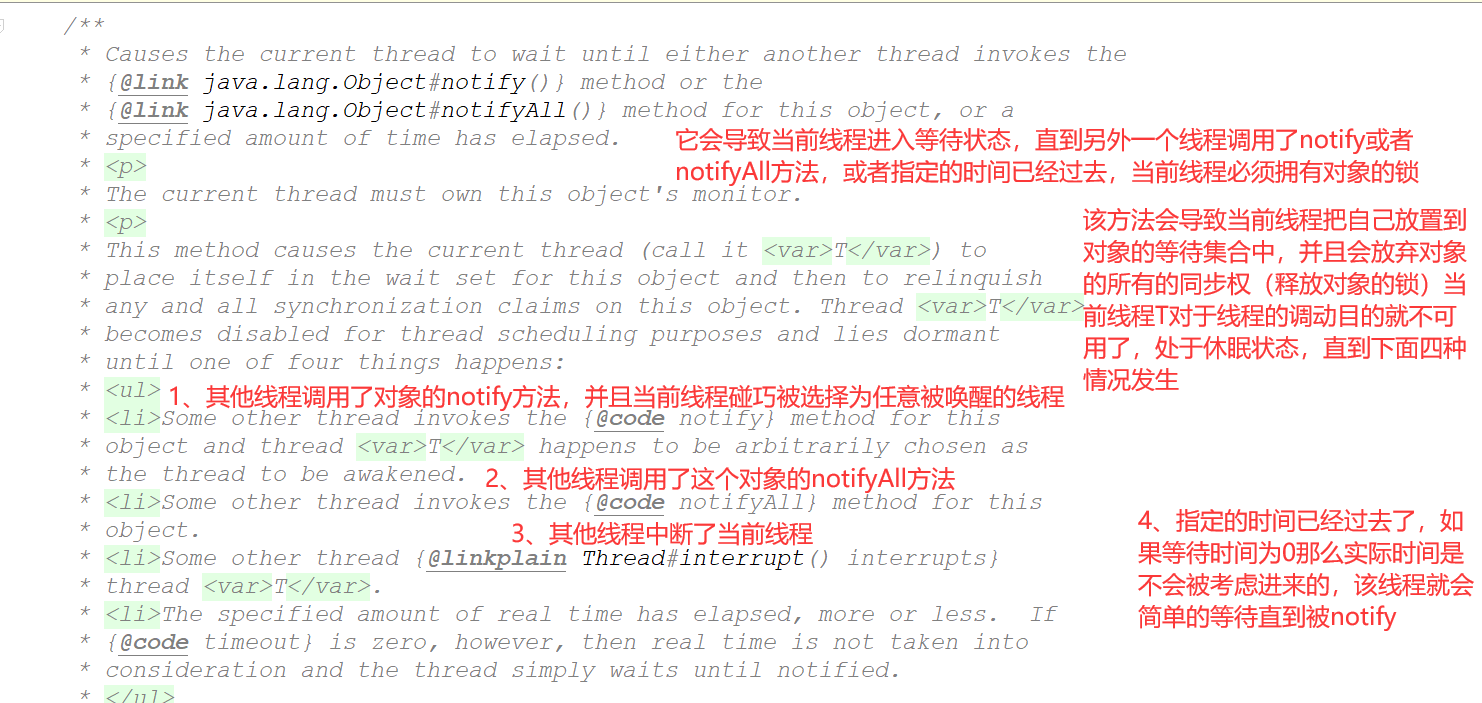 /**
* Causes the current thread to wait until either another thread invokes the
* {@link java.lang.Object#notify()} method or the
* {@link java.lang.Object#notifyAll()} method for this object, or a
* specified amount of time has elapsed.
它会导致当前线程进入等待状态，直到另外一个线程调用了notify或者
notifyAll方法，或者指定的时间已经过去，当前线程必须拥有对象的锁
* <p>
* The current thread must own this object's monitor.
* <p>
* This method causes the current thread (call it <var>T</var>) to
* place itself in the wait set for this object and then to relinquish
* any and all synchronization claims on this object. Thread <var>T</var>
* becomes disabled for thread scheduling purposes and lies dormant
* until one of four things happens:
该方法会导致当前线程把自己放置到
对象的等待集合中，并且会放弃对象
的所有的同步权（释放对象的锁）当
前线程T对于线程的调动目的就不可
用了，处于休眠状态，直到下面四种
情况发生
* <ul>
1、其他线程调用了对象的notify方法，并且当前线程碰巧被选择为任意被唤醒的线程
* <li>Some other thread invokes the {@code notify} method for this
* object and thread <var>T</var> happens to be arbitrarily chosen as
* the thread to be awakened.
2、其他线程调用了这个对象的notifyAll方法
* <li>Some other thread invokes the {@code notifyAll} method for this
* object.
3、其他线程中断了当前线程
* <li>Some other thread {@linkplain Thread#interrupt() interrupts}
* thread <var>T</var>.
* <li>The specified amount of real time has elapsed, more or less.  If
* {@code timeout} is zero, however, then real time is not taken into
* consideration and the thread simply waits until notified.
4、指定的时间已经过去了，如
果等待时间为0那么实际时间是
不会被考虑进来的，该线程就会
简单的等待直到被notify
* </ul>